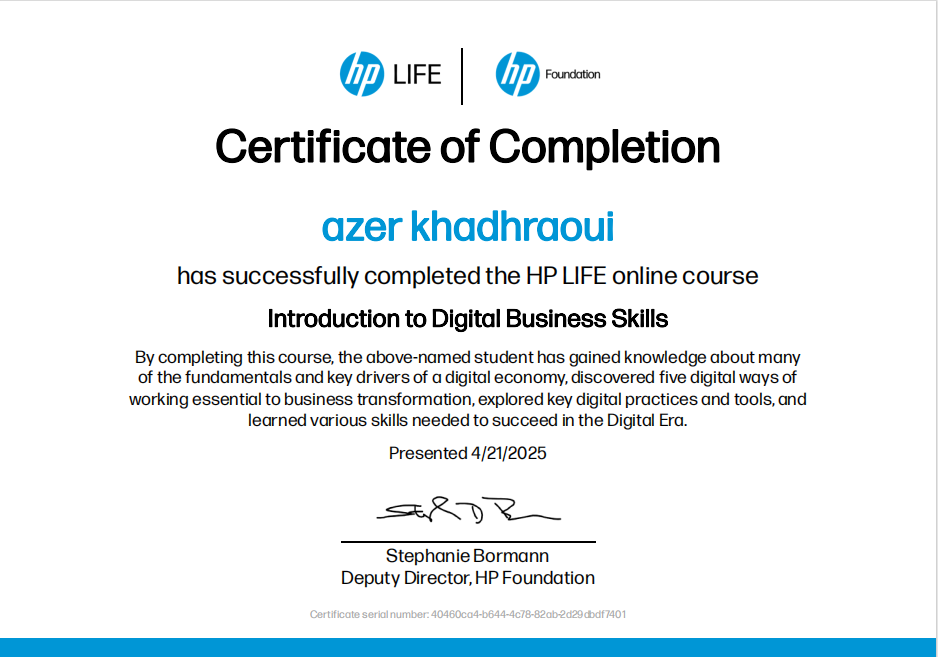 hp LIFE hp Foundation
Certificate of Completion
azer khadhraoui
has successfully completed the HP LIFE online course
Introduction to Digital Business Skills
By completing this course, the above-named student has gained knowledge about many
of the fundamentals and key drivers of a digital economy, discovered five digital ways of
working essential to business transformation, explored key digital practices and tools, and
learned various skills needed to succeed in the Digital Era.
Presented 4/21/2025
Stephanie Bormann
Deputy Director, HP Foundation
Certificate serial number: 40460ca4-b644-4c78-82ab-2d29dbdf7401